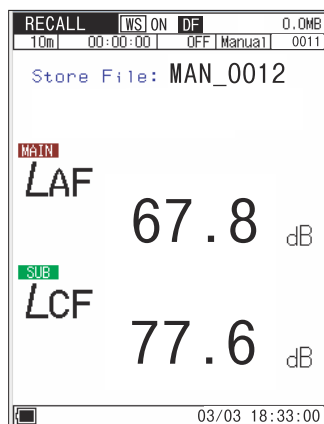 RECALL WS ON DF 0.0MB
10m 00:00:00 OFF Manual 0011
Store File: MAN_0012
MAIN
LAF
67.8 dB
SUB
LCF
77.6 dB
03/03 18:33:00